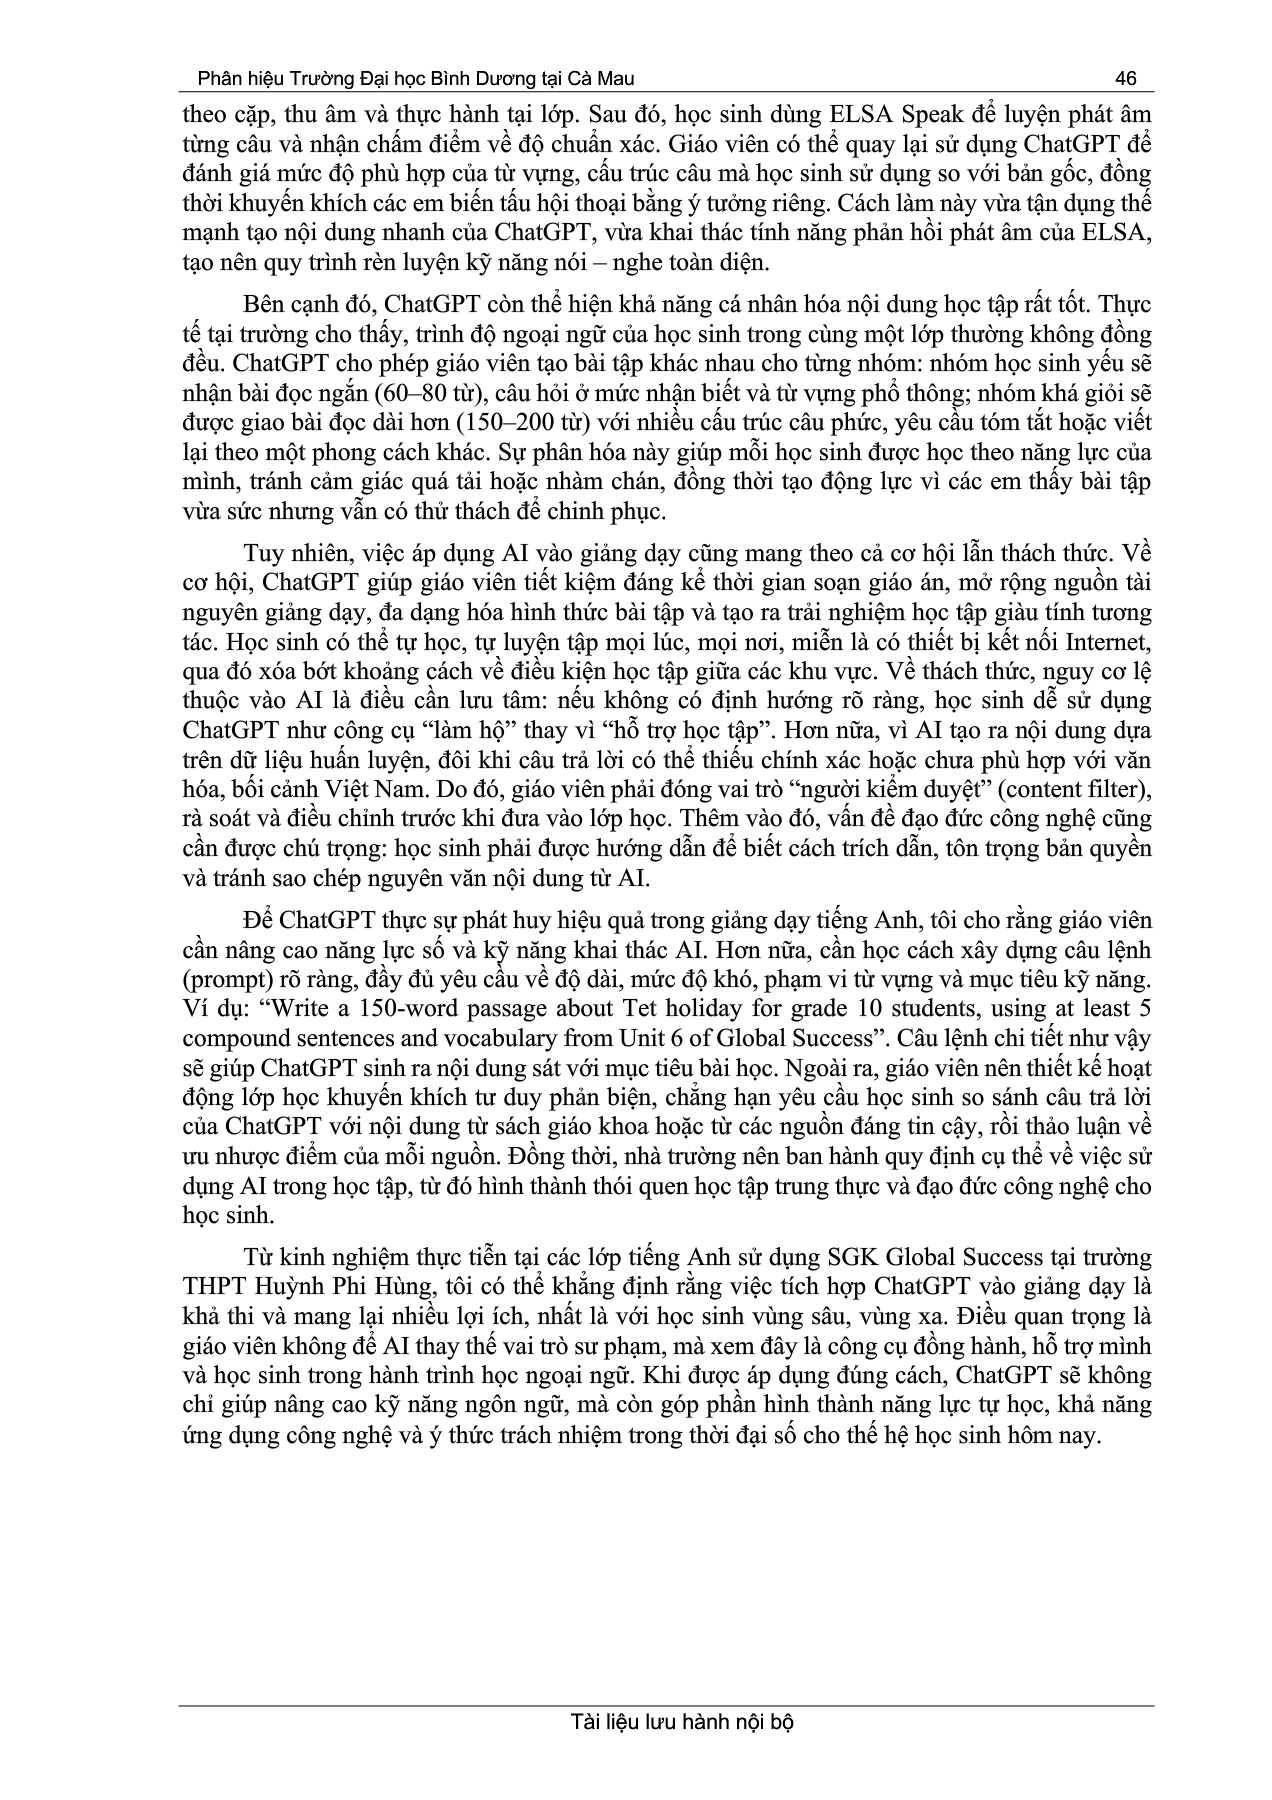 Phân hiệu Trường Đại học Bình Dương tại Cà Mau 46
theo cặp, thu âm và thực hành tại lớp. Sau đó, học sinh dùng ELSA Speak để luyện phát âm
từng câu và nhận chấm điểm về độ chuẩn xác. Giáo viên có thể quay lại sử dụng ChatGPT để
đánh giá mức độ phù hợp của từ vựng, cấu trúc câu mà học sinh sử dụng so với bản gốc, đồng
thời khuyến khích các em biến tấu hội thoại bằng ý tưởng riêng. Cách làm này vừa tận dụng thế
mạnh tạo nội dung nhanh của ChatGPT, vừa khai thác tính năng phản hồi phát âm của ELSA,
tạo nên quy trình rèn luyện kỹ năng nói – nghe toàn diện.
Bên cạnh đó, ChatGPT còn thể hiện khả năng cá nhân hóa nội dung học tập rất tốt. Thực
tế tại trường cho thấy, trình độ ngoại ngữ của học sinh trong cùng một lớp thường không đồng
đều. ChatGPT cho phép giáo viên tạo bài tập khác nhau cho từng nhóm: nhóm học sinh yếu sẽ
nhận bài đọc ngắn (60–80 từ), câu hỏi ở mức nhận biết và từ vựng phổ thông; nhóm khá giỏi sẽ
được giao bài đọc dài hơn (150–200 từ) với nhiều cấu trúc câu phức, yêu cầu tóm tắt hoặc viết
lại theo một phong cách khác. Sự phân hóa này giúp mỗi học sinh được học theo năng lực của
mình, tránh cảm giác quá tải hoặc nhàm chán, đồng thời tạo động lực vì các em thấy bài tập
vừa sức nhưng vẫn có thử thách để chinh phục.
Tuy nhiên, việc áp dụng AI vào giảng dạy cũng mang theo cả cơ hội lẫn thách thức. Về
cơ hội, ChatGPT giúp giáo viên tiết kiệm đáng kể thời gian soạn giáo án, mở rộng nguồn tài
nguyên giảng dạy, đa dạng hóa hình thức bài tập và tạo ra trải nghiệm học tập giàu tính tương
tác. Học sinh có thể tự học, tự luyện tập mọi lúc, mọi nơi, miễn là có thiết bị kết nối Internet,
qua đó xóa bớt khoảng cách về điều kiện học tập giữa các khu vực. Về thách thức, nguy cơ lệ
thuộc vào AI là điều cần lưu tâm: nếu không có định hướng rõ ràng, học sinh dễ sử dụng
ChatGPT như công cụ “làm hộ” thay vì “hỗ trợ học tập”. Hơn nữa, vì AI tạo ra nội dung dựa
trên dữ liệu huấn luyện, đôi khi câu trả lời có thể thiếu chính xác hoặc chưa phù hợp với văn
hóa, bối cảnh Việt Nam. Do đó, giáo viên phải đóng vai trò “người kiểm duyệt” (content filter),
rà soát và điều chỉnh trước khi đưa vào lớp học. Thêm vào đó, vấn đề đạo đức công nghệ cũng
cần được chú trọng: học sinh phải được hướng dẫn để biết cách trích dẫn, tôn trọng bản quyền
và tránh sao chép nguyên văn nội dung từ AI.
Để ChatGPT thực sự phát huy hiệu quả trong giảng dạy tiếng Anh, tôi cho rằng giáo viên
cần nâng cao năng lực số và kỹ năng khai thác AI. Hơn nữa, cần học cách xây dựng câu lệnh
(prompt) rõ ràng, đầy đủ yêu cầu về độ dài, mức độ khó, phạm vi từ vựng và mục tiêu kỹ năng.
Ví dụ: “Write a 150-word passage about Tet holiday for grade 10 students, using at least 5
compound sentences and vocabulary from Unit 6 of Global Success”. Câu lệnh chi tiết như vậy
sẽ giúp ChatGPT sinh ra nội dung sát với mục tiêu bài học. Ngoài ra, giáo viên nên thiết kế hoạt
động lớp học khuyến khích tư duy phản biện, chẳng hạn yêu cầu học sinh so sánh câu trả lời
của ChatGPT với nội dung từ sách giáo khoa hoặc từ các nguồn đáng tin cậy, rồi thảo luận về
ưu nhược điểm của mỗi nguồn. Đồng thời, nhà trường nên ban hành quy định cụ thể về việc sử
dụng AI trong học tập, từ đó hình thành thói quen học tập trung thực và đạo đức công nghệ cho
học sinh.
Từ kinh nghiệm thực tiễn tại các lớp tiếng Anh sử dụng SGK Global Success tại trường
THPT Huỳnh Phi Hùng, tôi có thể khẳng định rằng việc tích hợp ChatGPT vào giảng dạy là
khả thi và mang lại nhiều lợi ích, nhất là với học sinh vùng sâu, vùng xa. Điều quan trọng là
giáo viên không để AI thay thế vai trò sư phạm, mà xem đây là công cụ đồng hành, hỗ trợ mình
và học sinh trong hành trình học ngoại ngữ. Khi được áp dụng đúng cách, ChatGPT sẽ không
chỉ giúp nâng cao kỹ năng ngôn ngữ, mà còn góp phần hình thành năng lực tự học, khả năng
ứng dụng công nghệ và ý thức trách nhiệm trong thời đại số cho thế hệ học sinh hôm nay.
Tài liệu lưu hành nội bộ